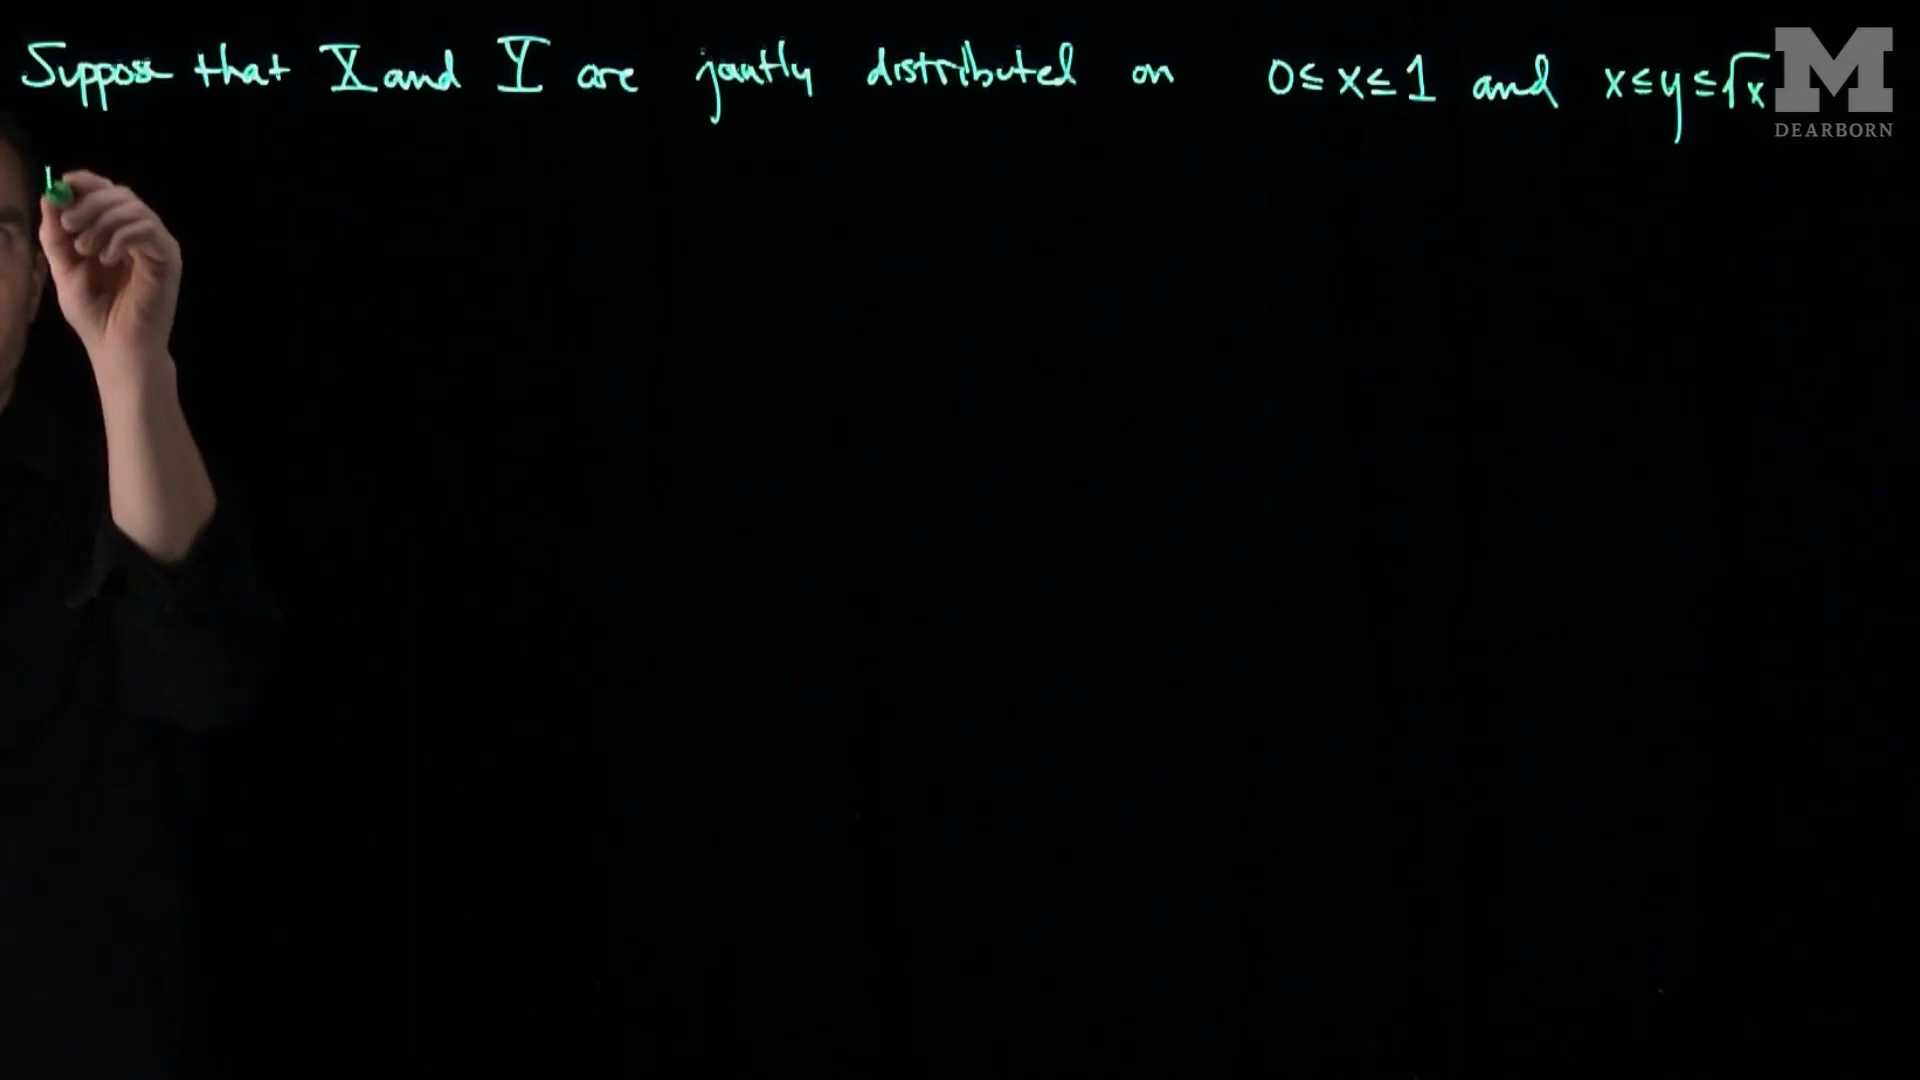 Suppose that X and Y are jointly distributed on 0 ≤ x ≤ 1 and x ≤ y ≤ √x
M
DEARBORN